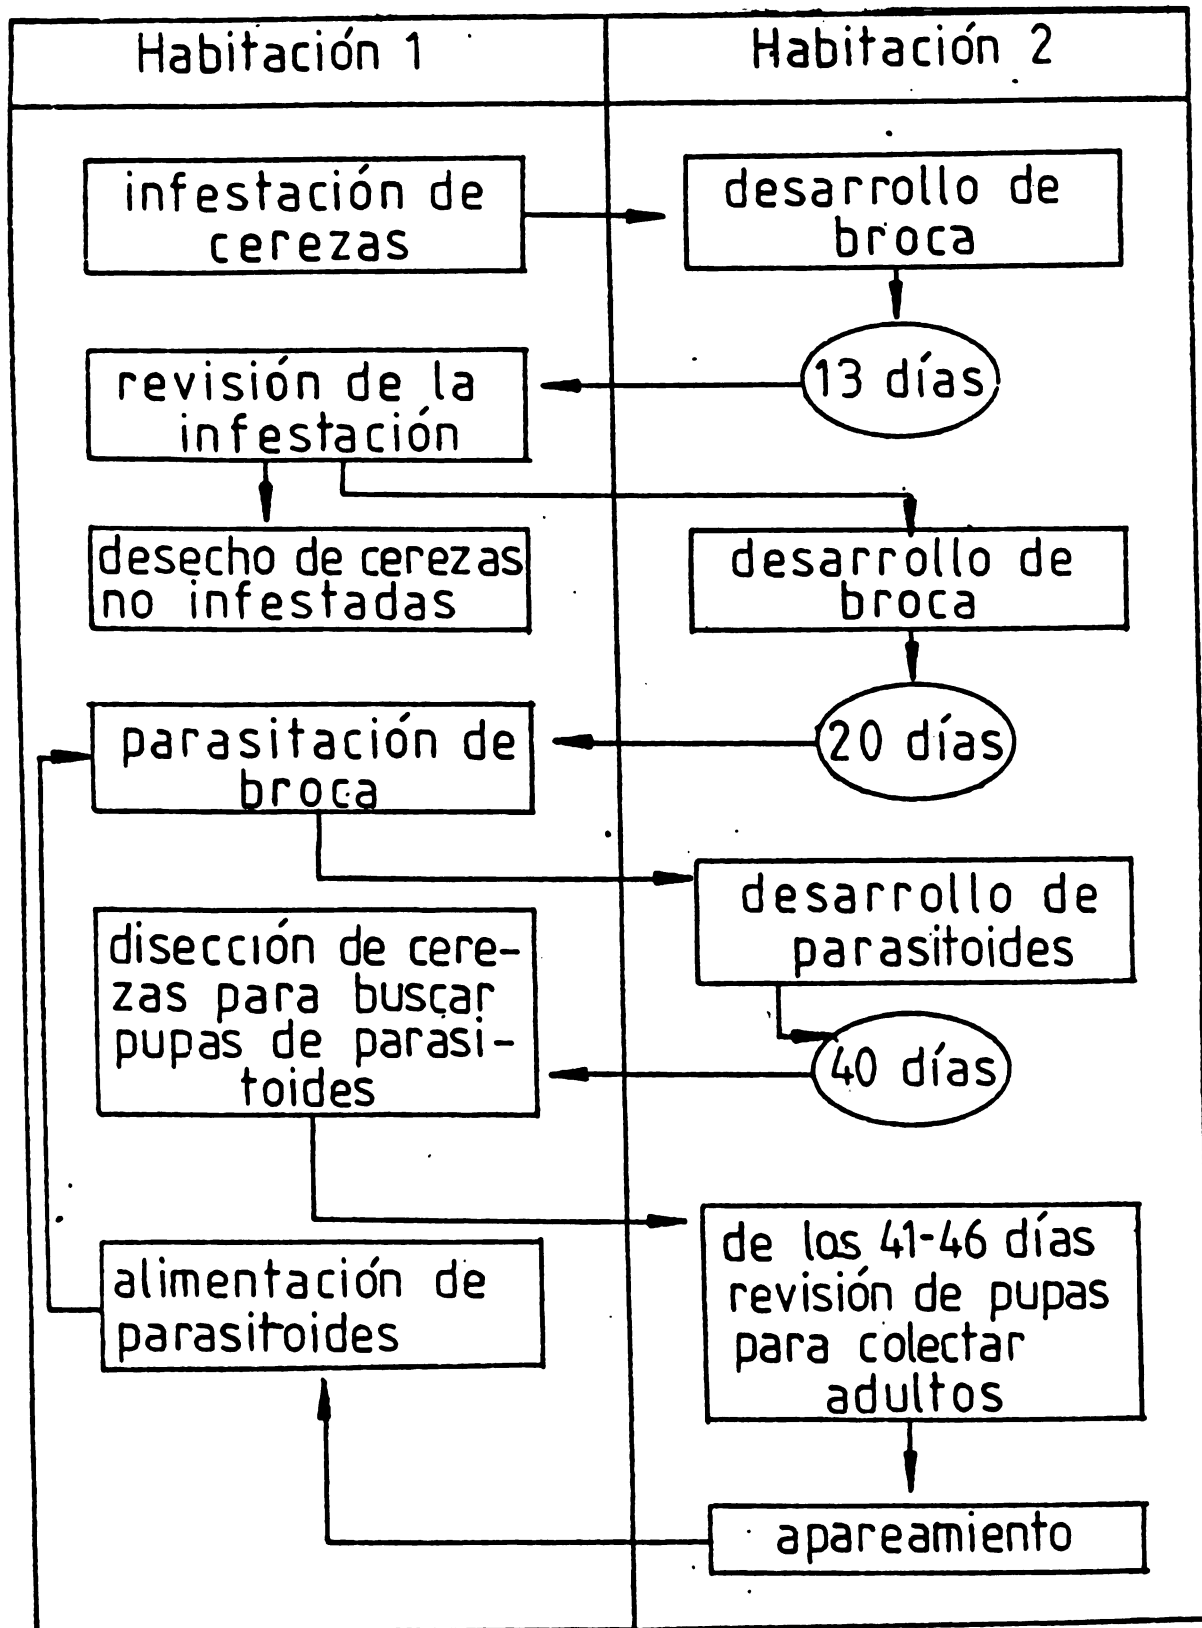 Habitación 1
Habitación 2
infestación de
cerezas
desarrollo de
broca
13 días
revisión de la
infestación
desecho de cerezas
no infestadas
desarrollo de
broca
20 días
parasitación de
broca
desarrollo de
parasitoides
disección de cere-
zas para buscar
pupas de parasi-
toides
40 días
de los 41-46 días
revisión de pupas
para colectar
adultos
alimentación de
parasitoides
apareamiento